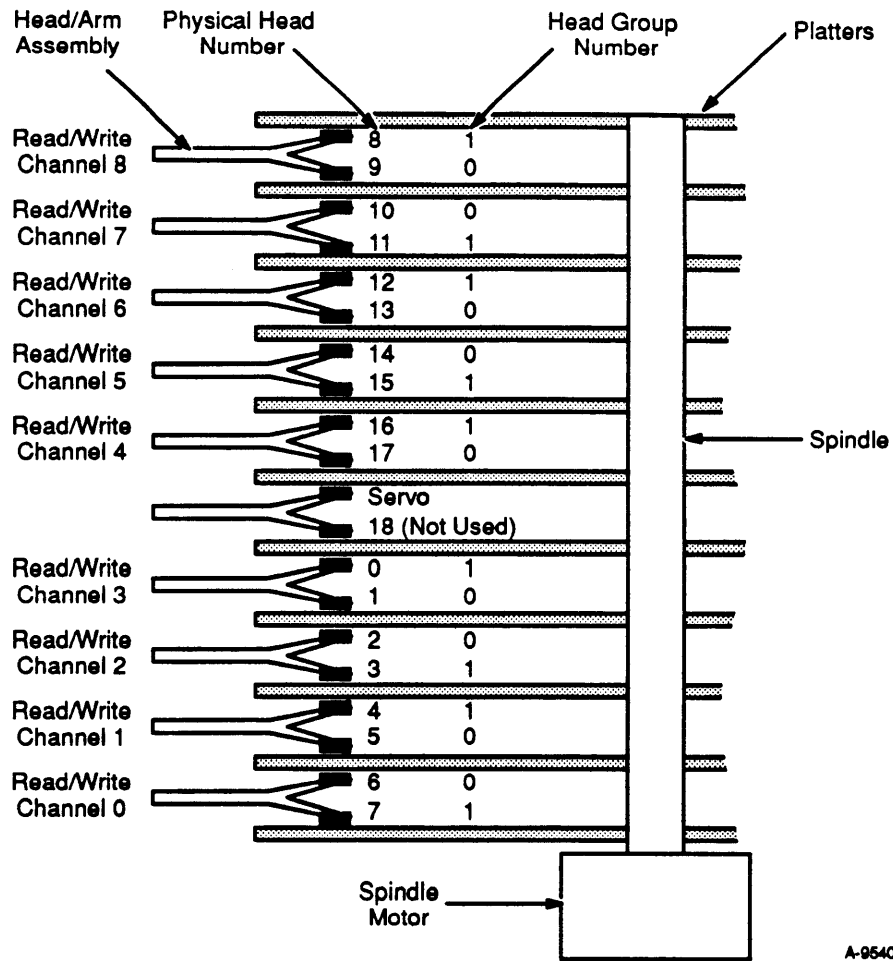 Head/Arm
Assembly
Physical Head
Number
Head Group
Number
Platters
Read/Write
Channel 8
8 1
9 0
Read/Write
Channel 7
10 0
11 1
Read/Write
Channel 6
12 1
13 0
Read/Write
Channel 5
14 0
15 1
Read/Write
Channel 4
16 1
17 0
Spindle
Servo
18 (Not Used)
Read/Write
Channel 3
0 1
1 0
Read/Write
Channel 2
2 0
3 1
Read/Write
Channel 1
4 1
5 0
Read/Write
Channel 0
6 0
7 1
Spindle
Motor
A-9540